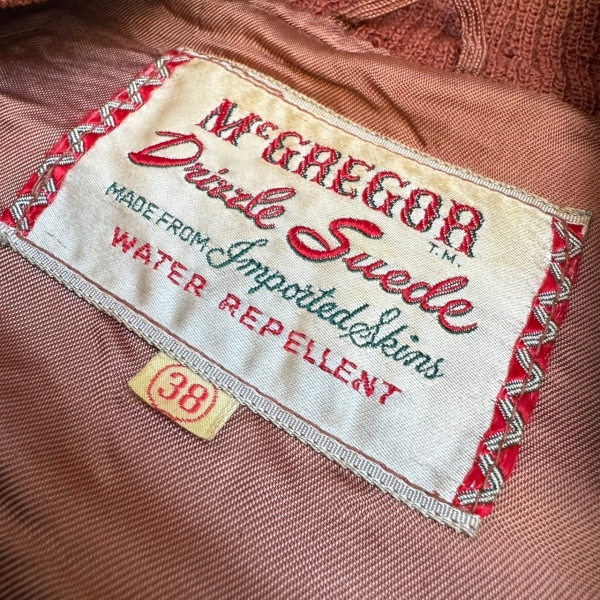 McGREGOR
T.M.
Drizzle Suede
MADE FROM Imported Skins
WATER REPELLENT
38